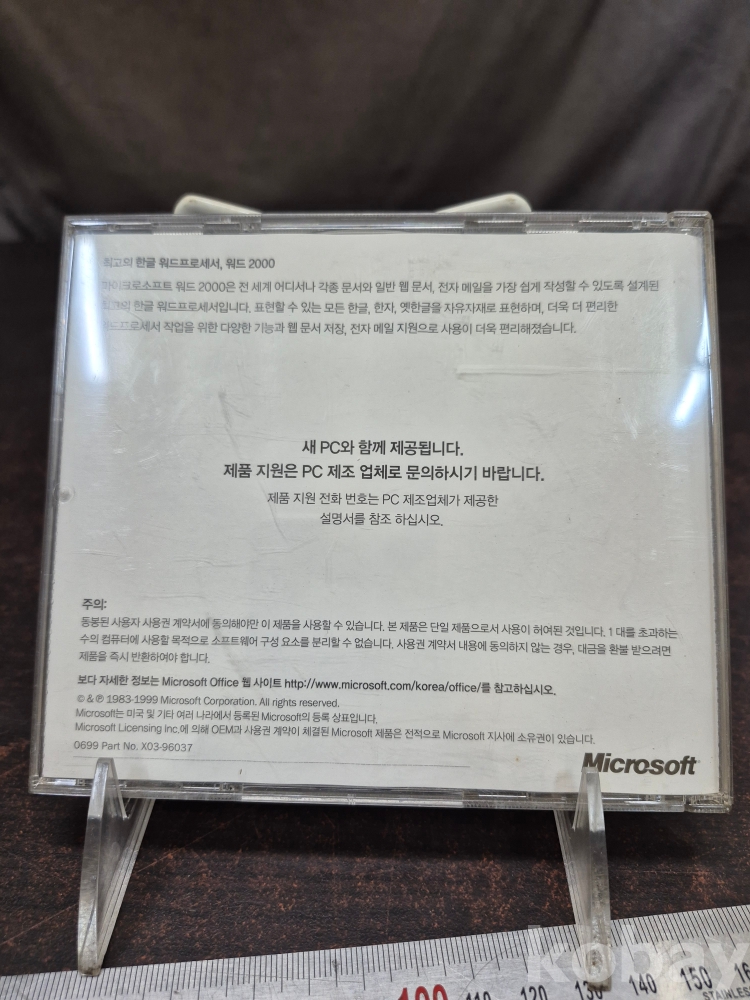 최고의 한글 워드프로세서, 워드 2000
마이크로소프트 워드 2000은 전 세계 어디서나 각종 문서와 일반 웹 문서, 전자 메일을 가장 쉽게 작성할 수 있도록 설계된
최고의 한글 워드프로세서입니다. 표현할 수 있는 모든 한글, 한자, 옛한글을 자유자재로 표현하며, 더욱 더 편리한
워드프로세서 작업을 위한 다양한 기능과 웹 문서 저장, 전자 메일 지원으로 사용이 더욱 편리해졌습니다.
새 PC와 함께 제공됩니다.
제품 지원은 PC 제조 업체로 문의하시기 바랍니다.
제품 지원 전화 번호는 PC 제조업체가 제공한
설명서를 참조 하십시오.
주의:
동봉된 사용자 사용권 계약서에 동의해야만 이 제품을 사용할 수 있습니다. 본 제품은 단일 제품으로서 사용이 허여된 것입니다. 1 대를 초과하는
수의 컴퓨터에 사용할 목적으로 소프트웨어 구성 요소를 분리할 수 없습니다. 사용권 계약서 내용에 동의하지 않는 경우, 대금을 환불 받으려면
제품을 즉시 반환하여야 합니다.
보다 자세한 정보는 Microsoft Office 웹 사이트 http://www.microsoft.com/korea/office/를 참고하십시오.
© & ℗ 1983-1999 Microsoft Corporation. All rights reserved.
Microsoft는 미국 및 기타 여러 나라에서 등록된 Microsoft의 등록 상표입니다.
Microsoft Licensing Inc.에 의해 OEM과 사용권 계약이 체결된 Microsoft 제품은 전적으로 Microsoft 지사에 소유권이 있습니다.
0699 Part No. X03-96037
Microsoft
kobay
100 110 120 130 140 150
STAINLESS